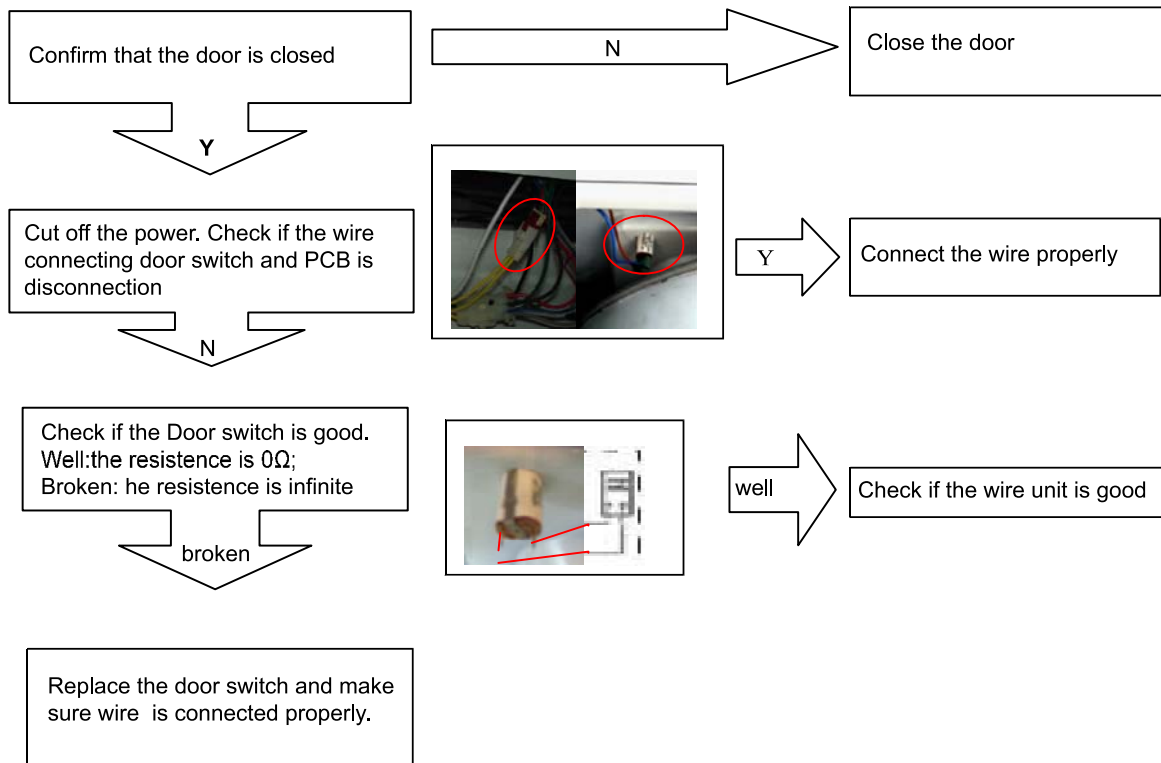 Confirm that the door is closed
N
Close the door
Y
Cut off the power. Check if the wire
connecting door switch and PCB is
disconnection
Y
Connect the wire properly
N
Check if the Door switch is good.
Well:the resistence is 0Ω;
Broken: he resistence is infinite
well
Check if the wire unit is good
broken
Replace the door switch and make
sure wire is connected properly.